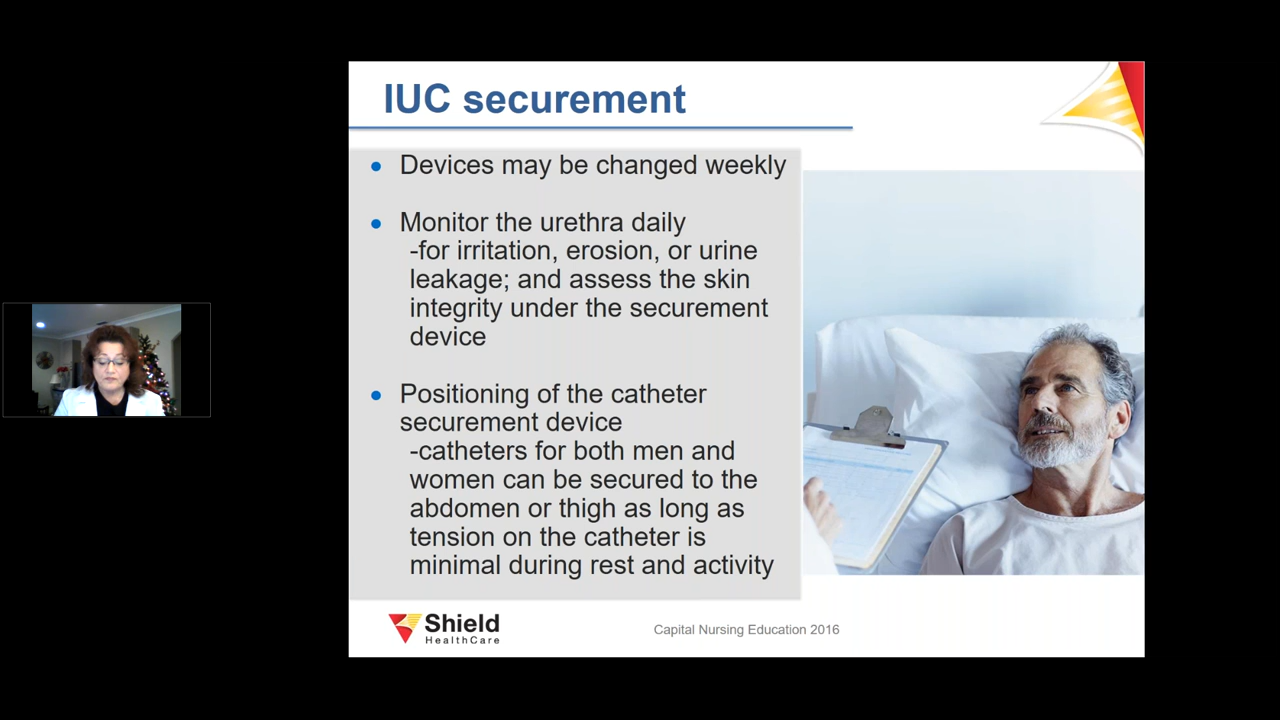 IUC securement
Devices may be changed weekly
Monitor the urethra daily
-for irritation, erosion, or urine
leakage; and assess the skin
integrity under the securement
device
Positioning of the catheter
securement device
-catheters for both men and
women can be secured to the
abdomen or thigh as long as
tension on the catheter is
minimal during rest and activity
Shield
HealthCare
Capital Nursing Education 2016